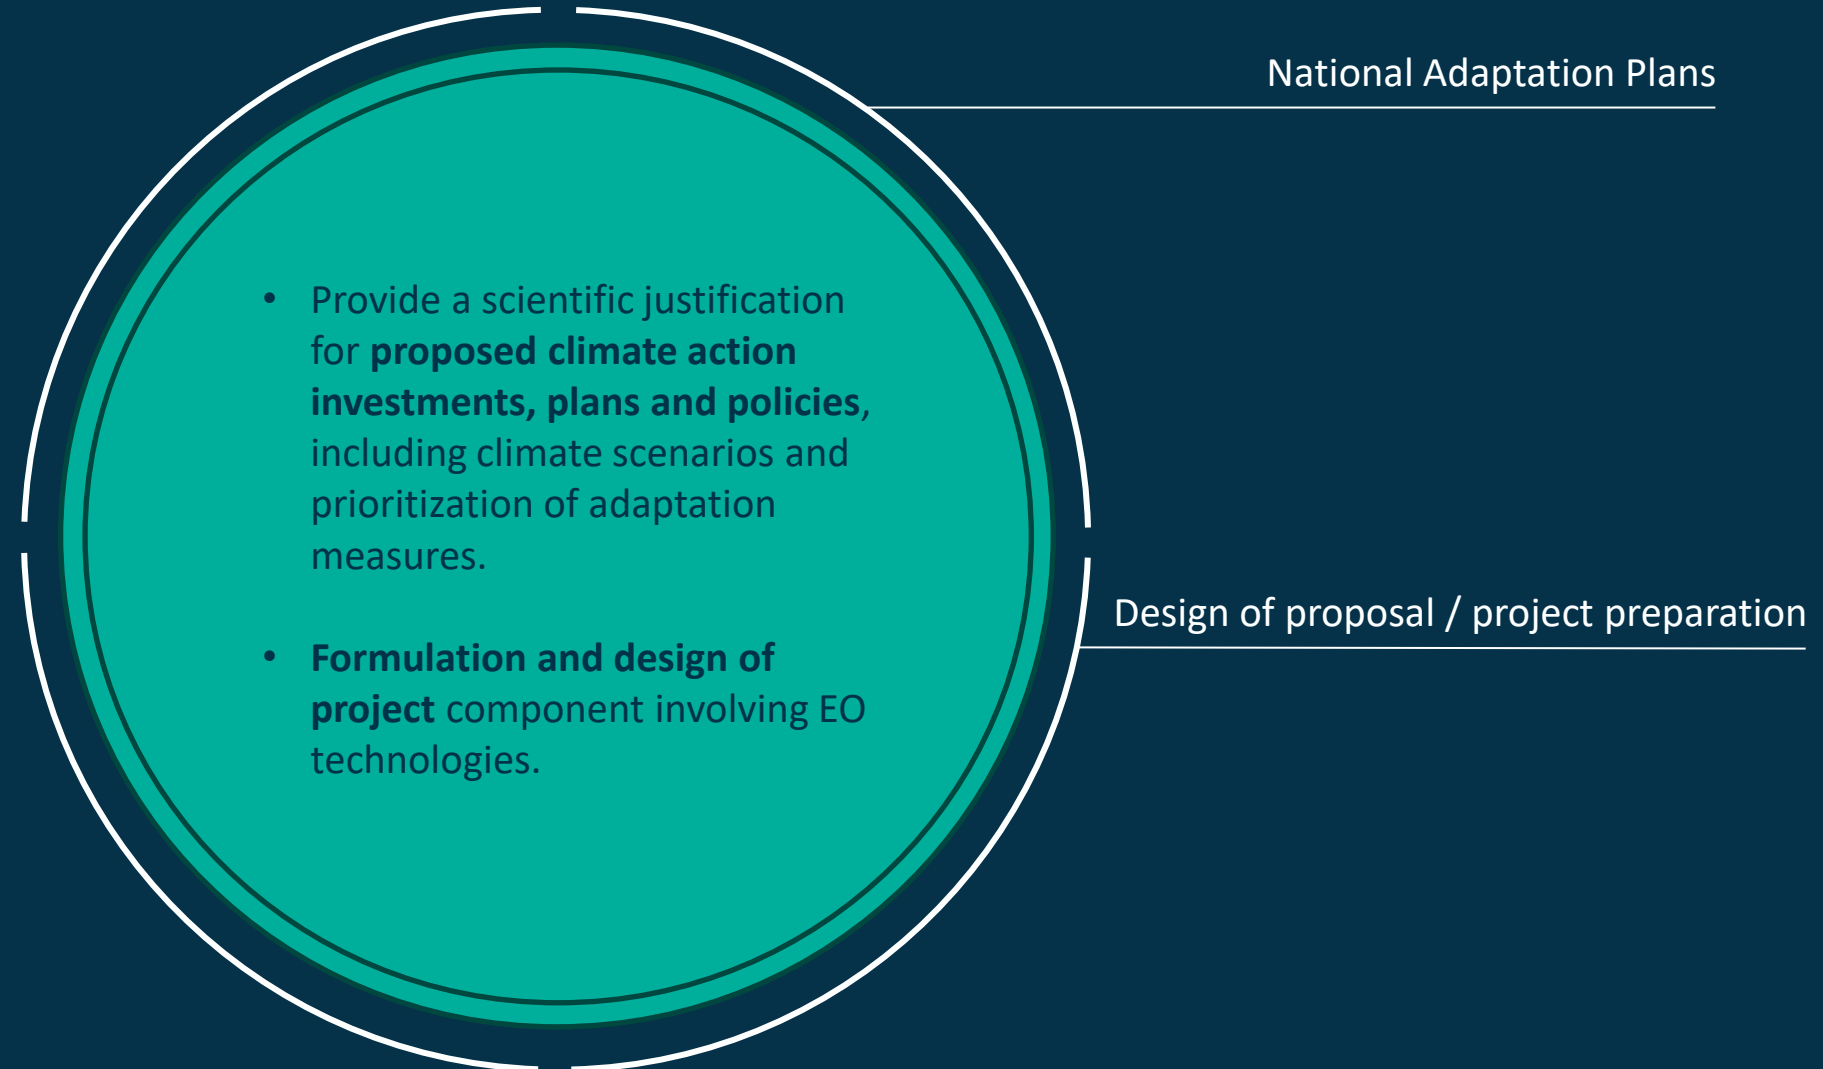 National Adaptation Plans
• Provide a scientific justification
for proposed climate action
investments, plans and policies,
including climate scenarios and
prioritization of adaptation
measures.
• Formulation and design of
project component involving EO
technologies.
Design of proposal / project preparation